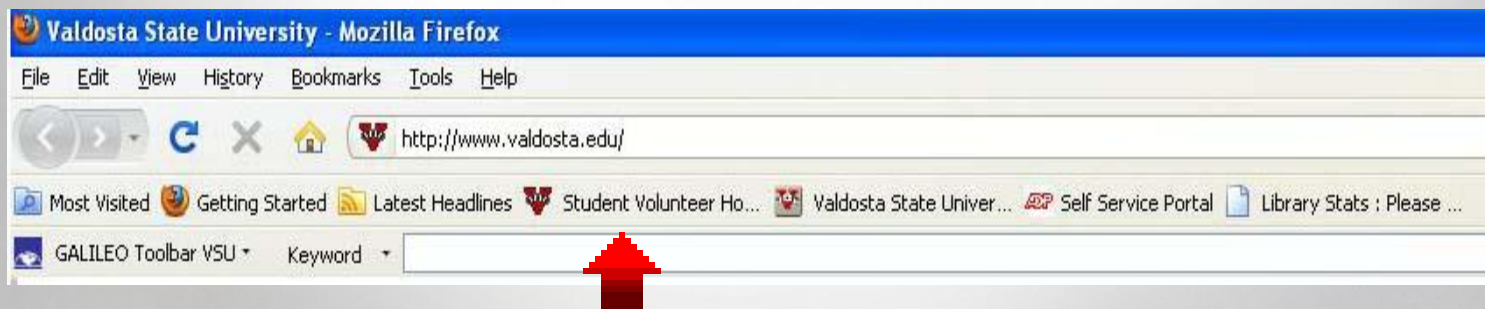 Valdosta State University - Mozilla Firefox
File Edit View History Bookmarks Tools Help
http://www.valdosta.edu/
Most Visited Getting Started Latest Headlines Student Volunteer Ho... Valdosta State Univer... ADP Self Service Portal Library Stats : Please ...
GALILEO Toolbar VSU Keyword